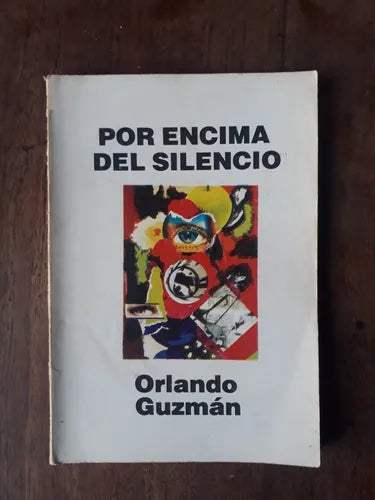 POR ENCIMA
DEL SILENCIO
Orlando
Guzmán